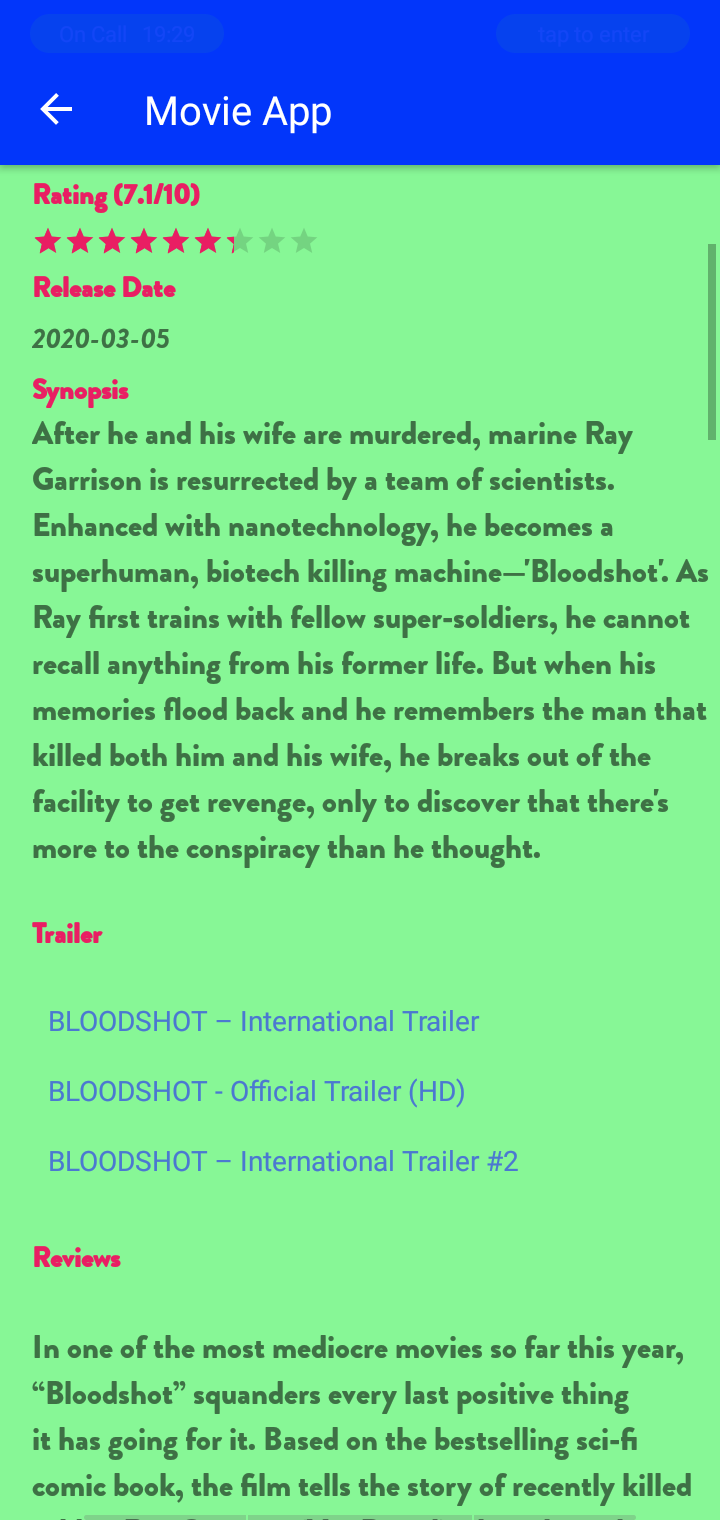 On Call 19:29
tap to enter
Movie App
Rating (7.1/10)
Release Date
2020-03-05
Synopsis
After he and his wife are murdered, marine Ray
Garrison is resurrected by a team of scientists.
Enhanced with nanotechnology, he becomes a
superhuman, biotech killing machine—'Bloodshot'. As
Ray first trains with fellow super-soldiers, he cannot
recall anything from his former life. But when his
memories flood back and he remembers the man that
killed both him and his wife, he breaks out of the
facility to get revenge, only to discover that there's
more to the conspiracy than he thought.
Trailer
BLOODSHOT – International Trailer
BLOODSHOT - Official Trailer (HD)
BLOODSHOT – International Trailer #2
Reviews
In one of the most mediocre movies so far this year,
“Bloodshot” squanders every last positive thing
it has going for it. Based on the bestselling sci-fi
comic book, the film tells the story of recently killed